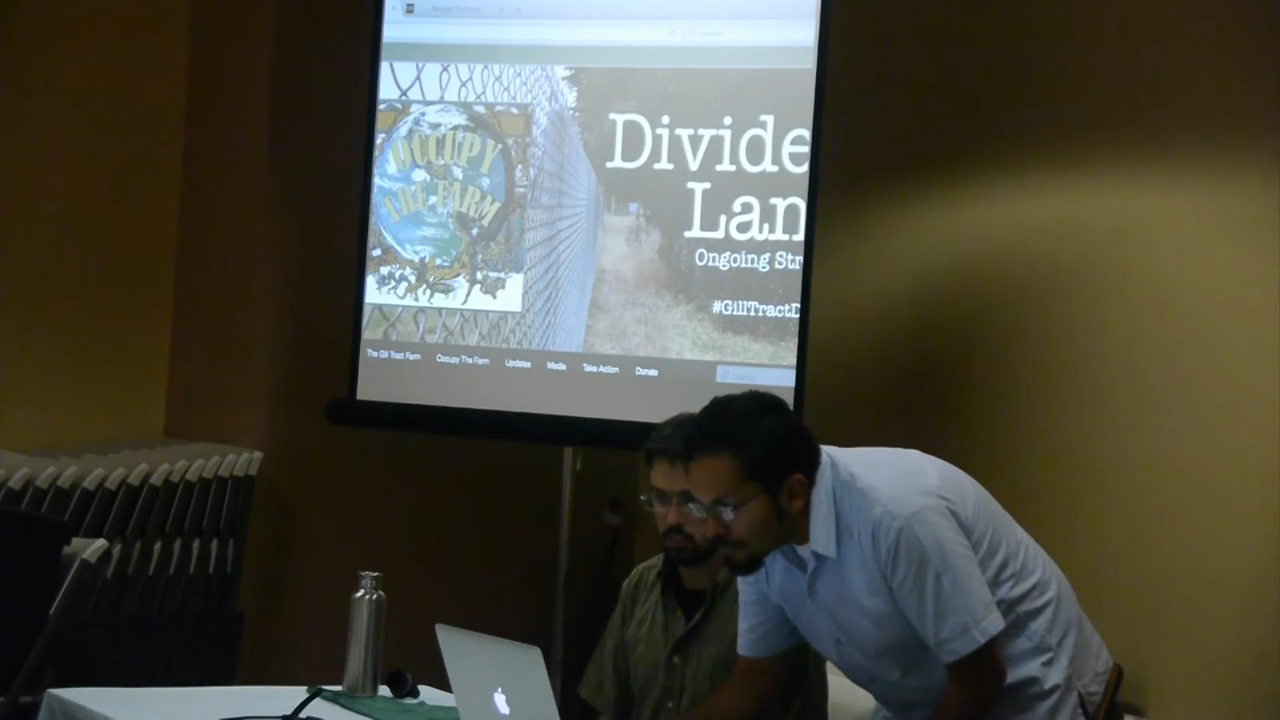 OCCUPY
THE FARM
Divide
Lan
Ongoing Str
#GillTractD
The Gill Tract Farm Occupy The Farm Updates Media Take Action Donate